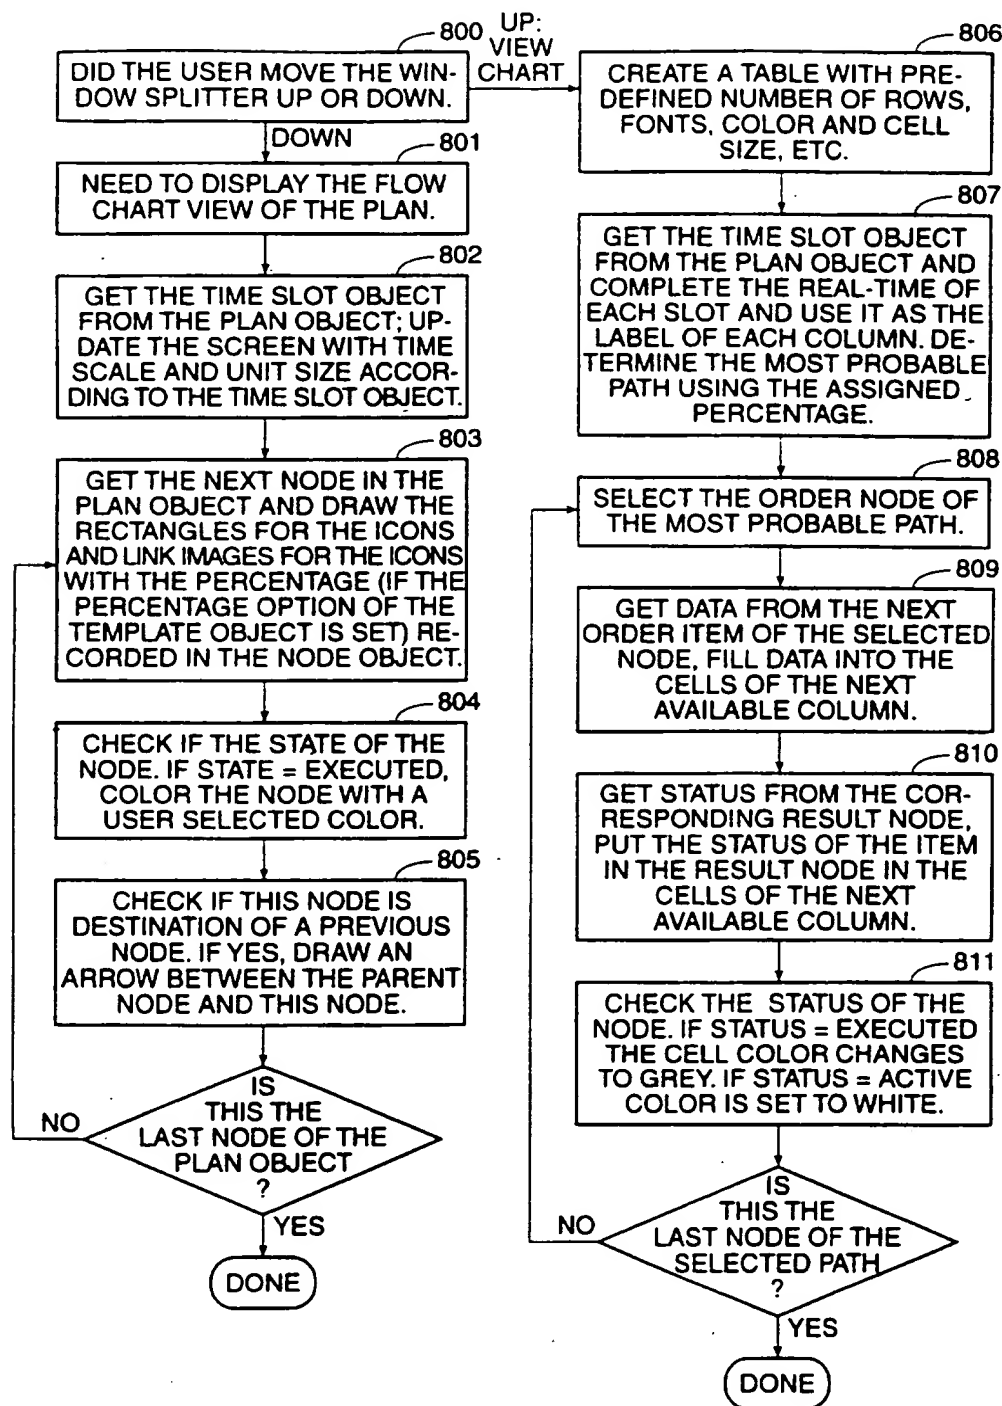 800
DID THE USER MOVE THE WIN-
DOW SPLITTER UP OR DOWN.
UP:
VIEW
CHART
DOWN
801
NEED TO DISPLAY THE FLOW
CHART VIEW OF THE PLAN.
802
GET THE TIME SLOT OBJECT
FROM THE PLAN OBJECT; UP-
DATE THE SCREEN WITH TIME
SCALE AND UNIT SIZE ACCOR-
DING TO THE TIME SLOT OBJECT.
803
GET THE NEXT NODE IN THE
PLAN OBJECT AND DRAW THE
RECTANGLES FOR THE ICONS
AND LINK IMAGES FOR THE ICONS
WITH THE PERCENTAGE (IF THE
PERCENTAGE OPTION OF THE
TEMPLATE OBJECT IS SET) RE-
CORDED IN THE NODE OBJECT.
804
CHECK IF THE STATE OF THE
NODE. IF STATE = EXECUTED,
COLOR THE NODE WITH A
USER SELECTED COLOR.
805
CHECK IF THIS NODE IS
DESTINATION OF A PREVIOUS
NODE. IF YES, DRAW AN
ARROW BETWEEN THE PARENT
NODE AND THIS NODE.
IS
THIS THE
LAST NODE OF THE
PLAN OBJECT
?
NO
YES
DONE
806
CREATE A TABLE WITH PRE-
DEFINED NUMBER OF ROWS,
FONTS, COLOR AND CELL
SIZE, ETC.
807
GET THE TIME SLOT OBJECT
FROM THE PLAN OBJECT AND
COMPLETE THE REAL-TIME OF
EACH SLOT AND USE IT AS THE
LABEL OF EACH COLUMN. DE-
TERMINE THE MOST PROBABLE
PATH USING THE ASSIGNED
PERCENTAGE.
808
SELECT THE ORDER NODE OF
THE MOST PROBABLE PATH.
809
GET DATA FROM THE NEXT
ORDER ITEM OF THE SELECTED
NODE, FILL DATA INTO THE
CELLS OF THE NEXT
AVAILABLE COLUMN.
810
GET STATUS FROM THE COR-
RESPONDING RESULT NODE,
PUT THE STATUS OF THE ITEM
IN THE RESULT NODE IN THE
CELLS OF THE NEXT
AVAILABLE COLUMN.
811
CHECK THE STATUS OF THE
NODE. IF STATUS = EXECUTED
THE CELL COLOR CHANGES
TO GREY. IF STATUS = ACTIVE
COLOR IS SET TO WHITE.
IS
THIS THE
LAST NODE OF THE
SELECTED PATH
?
NO
YES
DONE